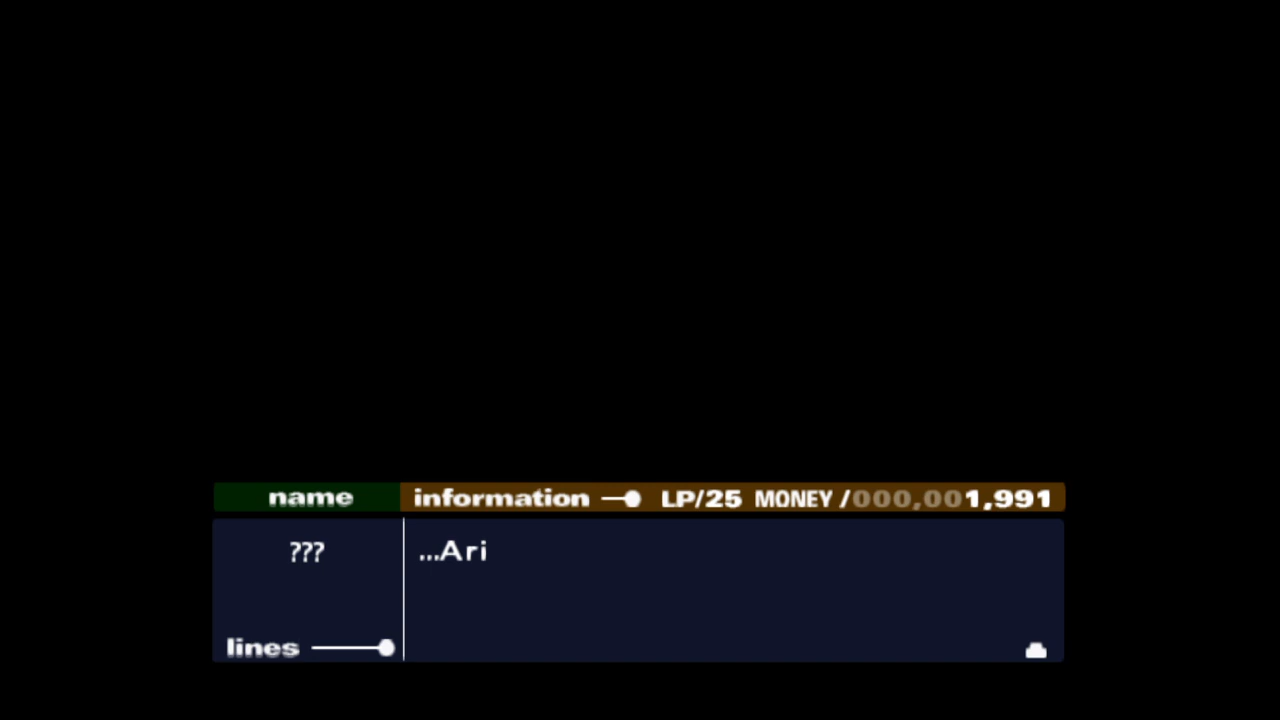 name information LP/25 MONEY /000,001,991
??? ...Ari
lines